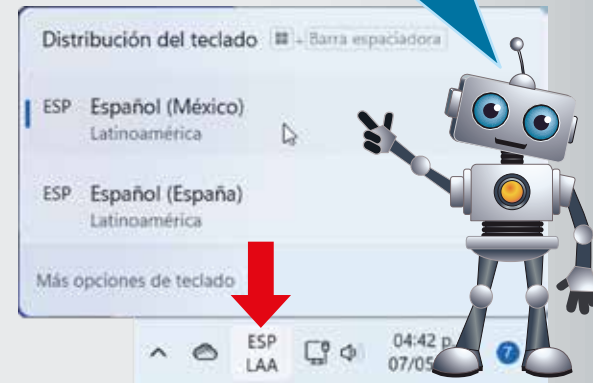 Distribución del teclado ⊞ + Barra espaciadora
ESP Español (México)
Latinoamérica
ESP Español (España)
Latinoamérica
Más opciones de teclado
ESP
LAA
04:42 p.
07/05
7